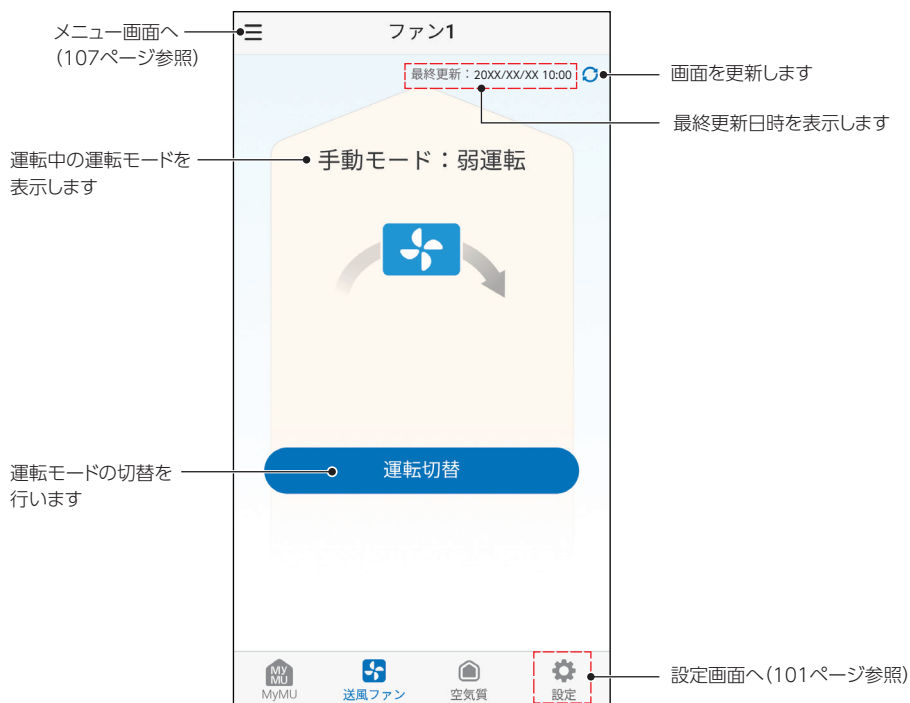 メニュー画面へ
(107ページ参照)
ファン1
最終更新：20XX/XX/XX 10:00
画面を更新します
最終更新日時を表示します
運転中の運転モードを
表示します
手動モード：弱運転
運転モードの切替を
行います
運転切替
MY
MU
MyMU
送風ファン
空気質
設定
設定画面へ(101ページ参照)